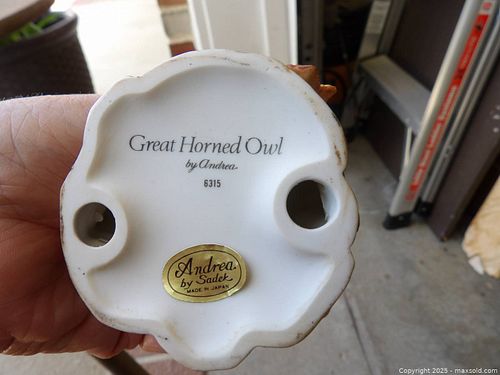 Great Horned Owl
by Andrea
6315
Andrea
by Sadek
MADE IN JAPAN
Copyright 2025 - maxsold.com